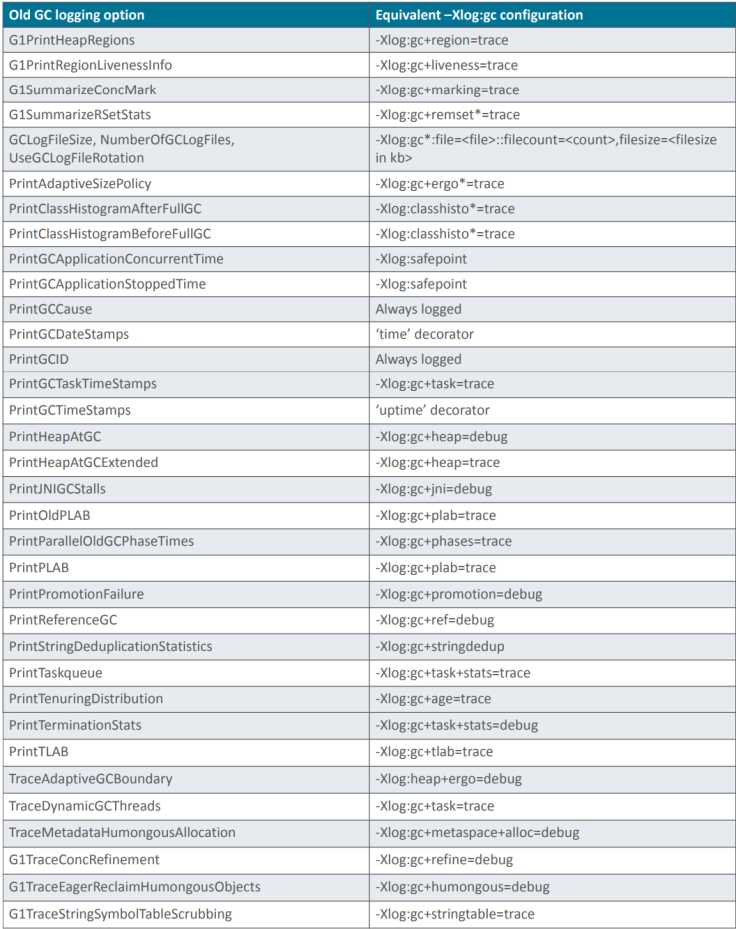 Old GC logging option Equivalent –Xlog:gc configuration
G1PrintHeapRegions -Xlog:gc+region=trace
G1PrintRegionLivenessInfo -Xlog:gc+liveness=trace
G1SummarizeConcMark -Xlog:gc+marking=trace
G1SummarizeRSetStats -Xlog:gc+remset*=trace
GCLogFileSize, NumberOfGCLogFiles, -Xlog:gc*:file=<file>::filecount=<count>,filesize=<filesize
UseGCLogFileRotation in kb>
PrintAdaptiveSizePolicy -Xlog:gc+ergo*=trace
PrintClassHistogramAfterFullGC -Xlog:classhisto*=trace
PrintClassHistogramBeforeFullGC -Xlog:classhisto*=trace
PrintGCApplicationConcurrentTime -Xlog:safepoint
PrintGCApplicationStoppedTime -Xlog:safepoint
PrintGCCause Always logged
PrintGCDateStamps ‘time’ decorator
PrintGCID Always logged
PrintGCTaskTimeStamps -Xlog:gc+task=trace
PrintGCTimeStamps ‘uptime’ decorator
PrintHeapAtGC -Xlog:gc+heap=debug
PrintHeapAtGCExtended -Xlog:gc+heap=trace
PrintJNIGCStalls -Xlog:gc+jni=debug
PrintOldPLAB -Xlog:gc+plab=trace
PrintParallelOldGCPhaseTimes -Xlog:gc+phases=trace
PrintPLAB -Xlog:gc+plab=trace
PrintPromotionFailure -Xlog:gc+promotion=debug
PrintReferenceGC -Xlog:gc+ref=debug
PrintStringDeduplicationStatistics -Xlog:gc+stringdedup
PrintTaskqueue -Xlog:gc+task+stats=trace
PrintTenuringDistribution -Xlog:gc+age=trace
PrintTerminationStats -Xlog:gc+task+stats=debug
PrintTLAB -Xlog:gc+tlab=trace
TraceAdaptiveGCBoundary -Xlog:heap+ergo=debug
TraceDynamicGCThreads -Xlog:gc+task=trace
TraceMetadataHumongousAllocation -Xlog:gc+metaspace+alloc=debug
G1TraceConcRefinement -Xlog:gc+refine=debug
G1TraceEagerReclaimHumongousObjects -Xlog:gc+humongous=debug
G1TraceStringSymbolTableScrubbing -Xlog:gc+stringtable=trace